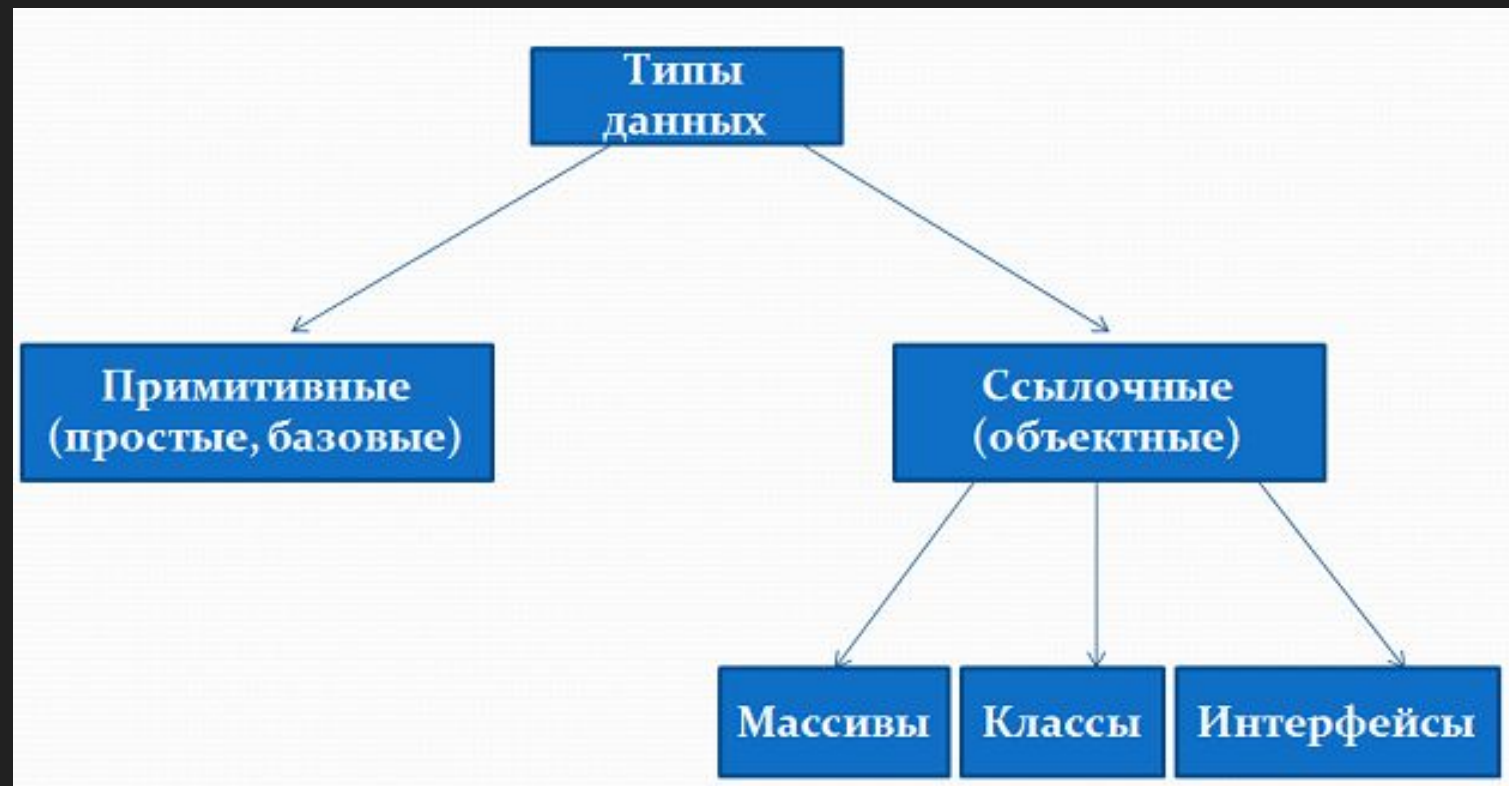 Типы
данных
Примитивные
(простые, базовые)
Ссылочные
(объектные)
Массивы
Классы
Интерфейсы